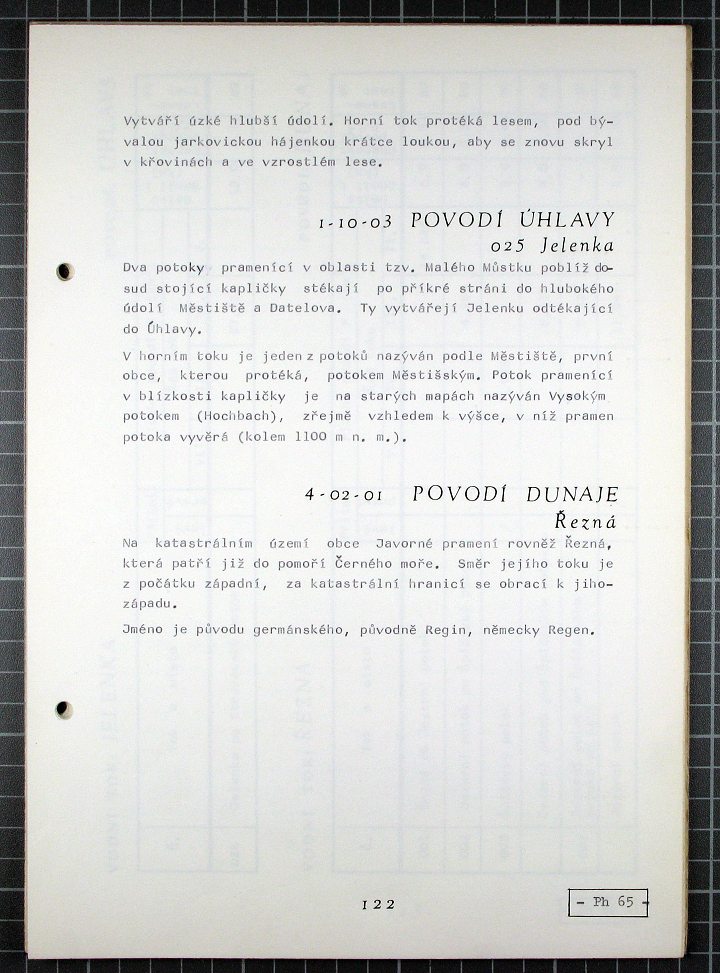 Vytváří úzké hlubší údolí. Horní tok protéká lesem, pod bý-
valou jarkovickou hájenkou krátce loukou, aby se znovu skryl
v křovinách a ve vzrostlém lese.
1-10-03 POVODÍ ÚHLAVY
025 Jelenka
Dva potoky pramenící v oblasti tzv. Malého Můstku poblíž do-
sud stojící kapličky stékají po příkré stráni do hlubokého
údolí Městiště a Datelova. Ty vytvářejí Jelenku odtékající
do Úhlavy.
V horním toku je jeden z potoků nazýván podle Městiště, první
obce, kterou protéká, potokem Městišským. Potok pramenící
v blízkosti kapličky je na starých mapách nazýván Vysokým
potokem (Hochbach), zřejmě vzhledem k výšce, v níž pramen
potoka vyvěrá (kolem 1100 m n. m.).
4-02-01 POVODÍ DUNAJE
Řezná
Na katastrálním území obce Javorné pramení rovněž Řezná,
která patří již do pomoří Černého moře. Směr jejího toku je
z počátku západní, za katastrální hranicí se obrací k jiho-
západu.
Jméno je původu germánského, původně Regin, německy Regen.
122
- Ph 65 -